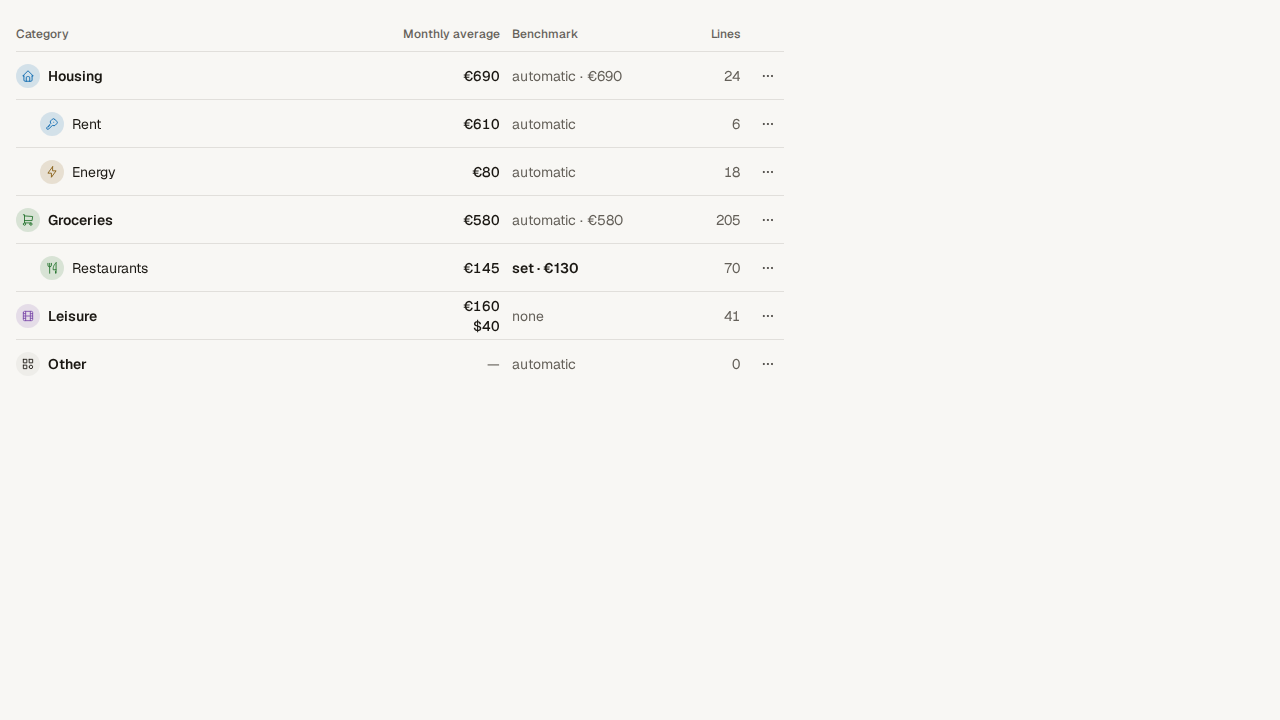 Category Monthly average Benchmark Lines
Housing €690 automatic · €690 24 ···
Rent €610 automatic 6 ···
Energy €80 automatic 18 ···
Groceries €580 automatic · €580 205 ···
Restaurants €145 set · €130 70 ···
Leisure €160 $40 none 41 ···
Other — automatic 0 ···